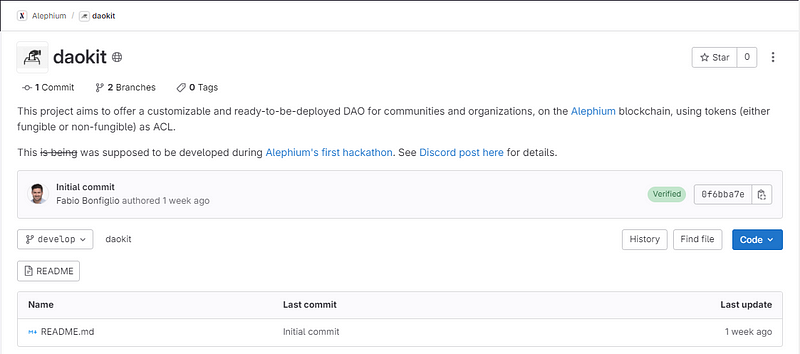 Alephium / daokit
daokit
Star 0
1 Commit 2 Branches 0 Tags
This project aims to offer a customizable and ready-to-be-deployed DAO for communities and organizations, on the Alephium blockchain, using tokens (either
fungible or non-fungible) as ACL.
This is being was supposed to be developed during Alephium's first hackathon. See Discord post here for details.
Initial commit
Fabio Bonfiglio authored 1 week ago
Verified 0f6bba7e
develop daokit History Find file Code
README
Name Last commit Last update
README.md Initial commit 1 week ago